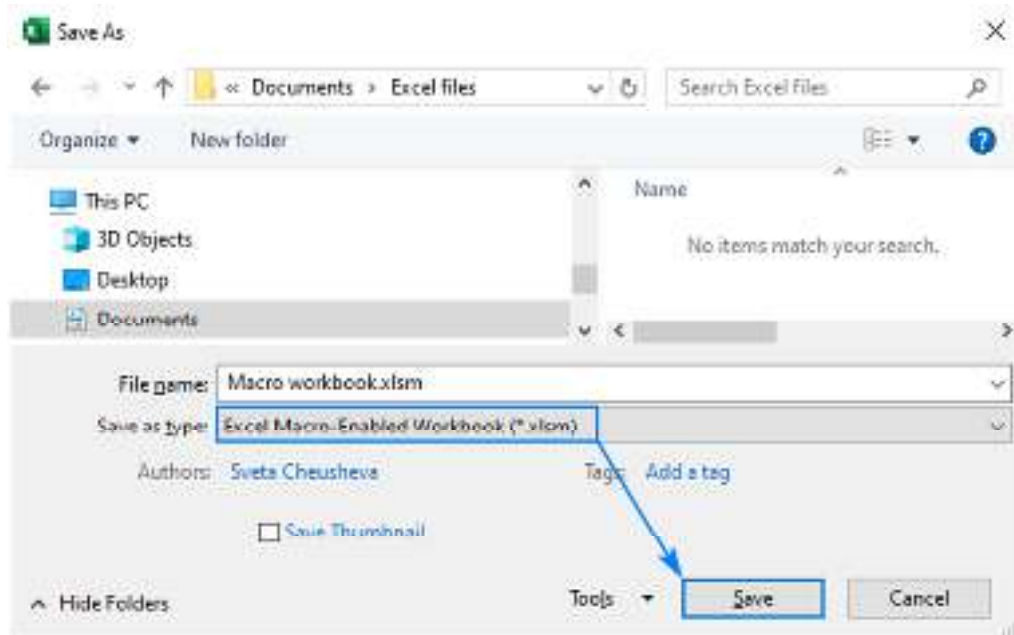 Save As
« Documents › Excel files
Search Excel files
Organize
New folder
This PC
3D Objects
Desktop
Documents
Name
No items match your search.
File name: Macro workbook.xlsm
Save as type: Excel Macro-Enabled Workbook (*.xlsm)
Authors: Sveta Cheusheva
Tags: Add a tag
Save Thumbnail
Hide Folders
Tools
Save
Cancel